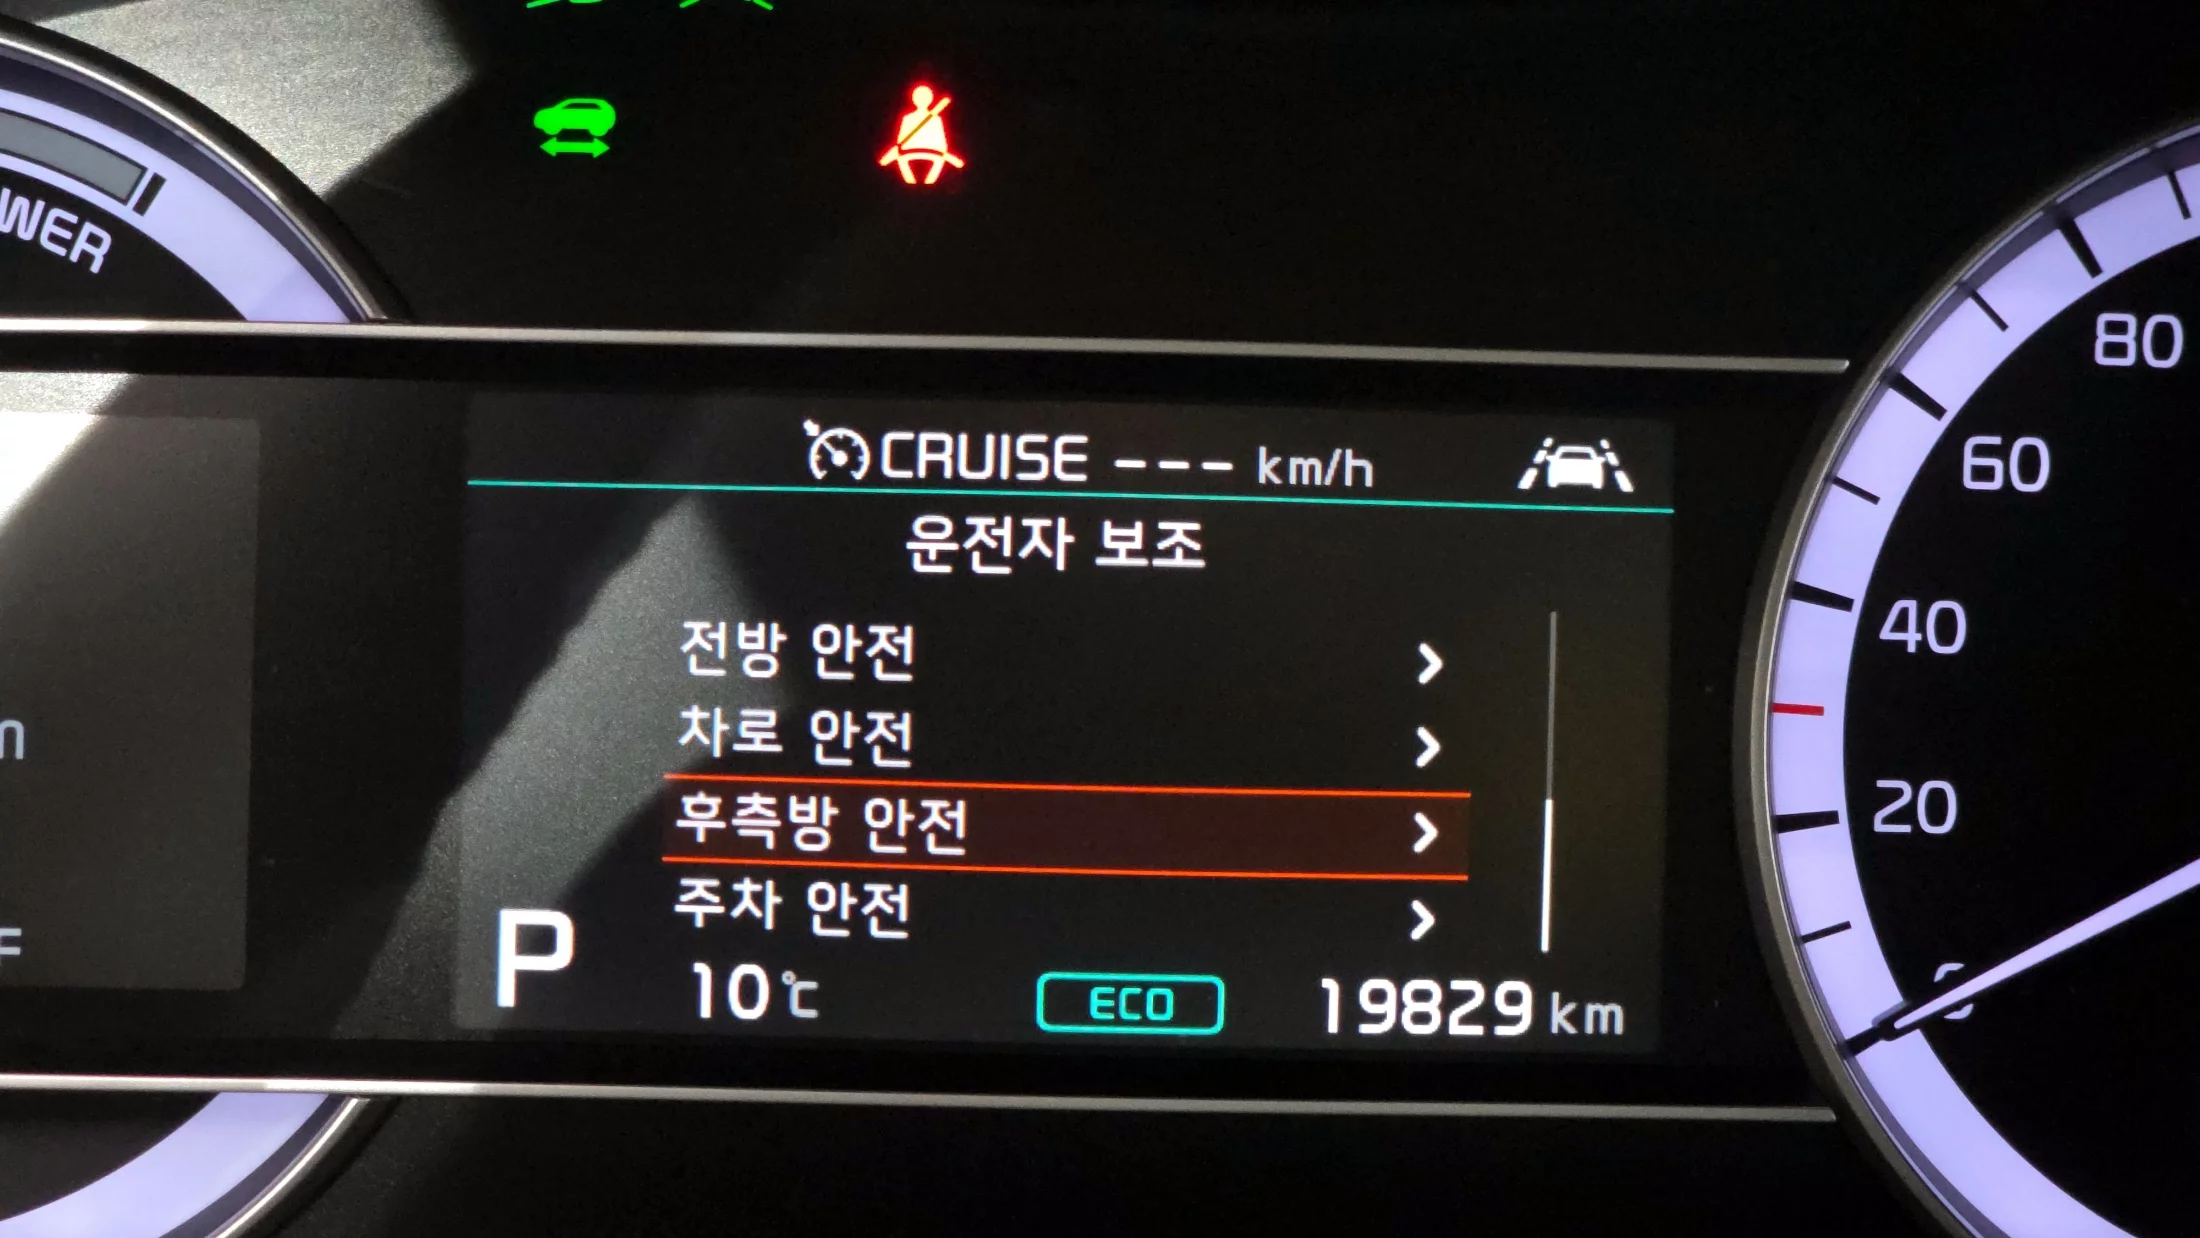 WER
CRUISE --- km/h
운전자 보조
전방 안전
차로 안전
후측방 안전
주차 안전
P
10℃
ECO
19829 km
80
60
40
20